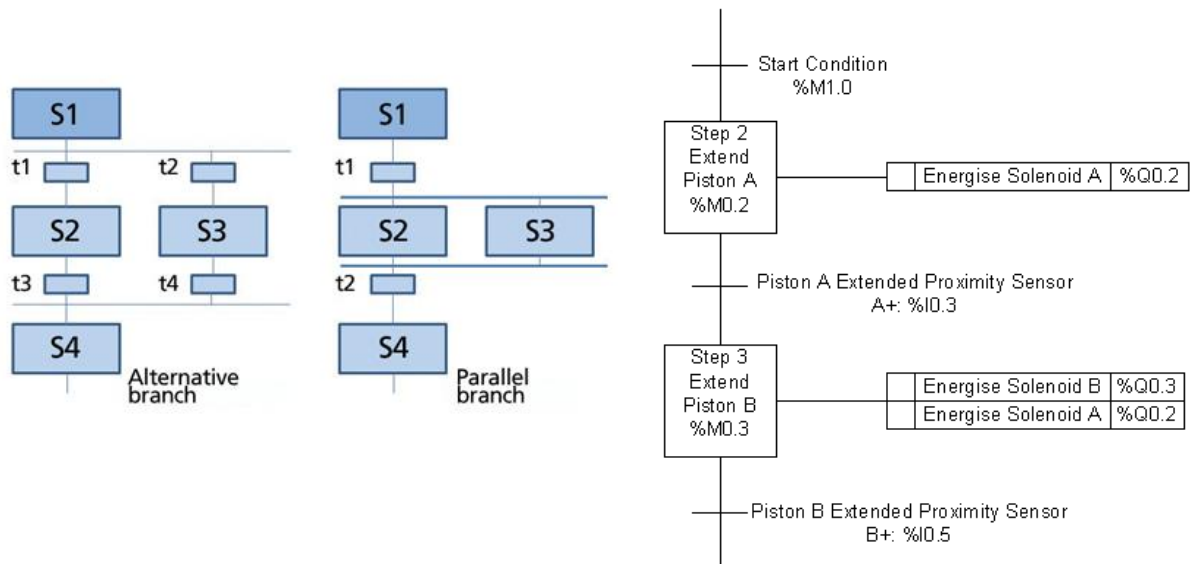 S1
t1
t2
S2
S3
t3
t4
S4
Alternative
branch
S1
t1
S2
S3
t2
S4
Parallel
branch
Start Condition
%M1.0
Step 2
Extend
Piston A
%M0.2
Energise Solenoid A %Q0.2
Piston A Extended Proximity Sensor
A+: %I0.3
Step 3
Extend
Piston B
%M0.3
Energise Solenoid B %Q0.3
Energise Solenoid A %Q0.2
Piston B Extended Proximity Sensor
B+: %I0.5